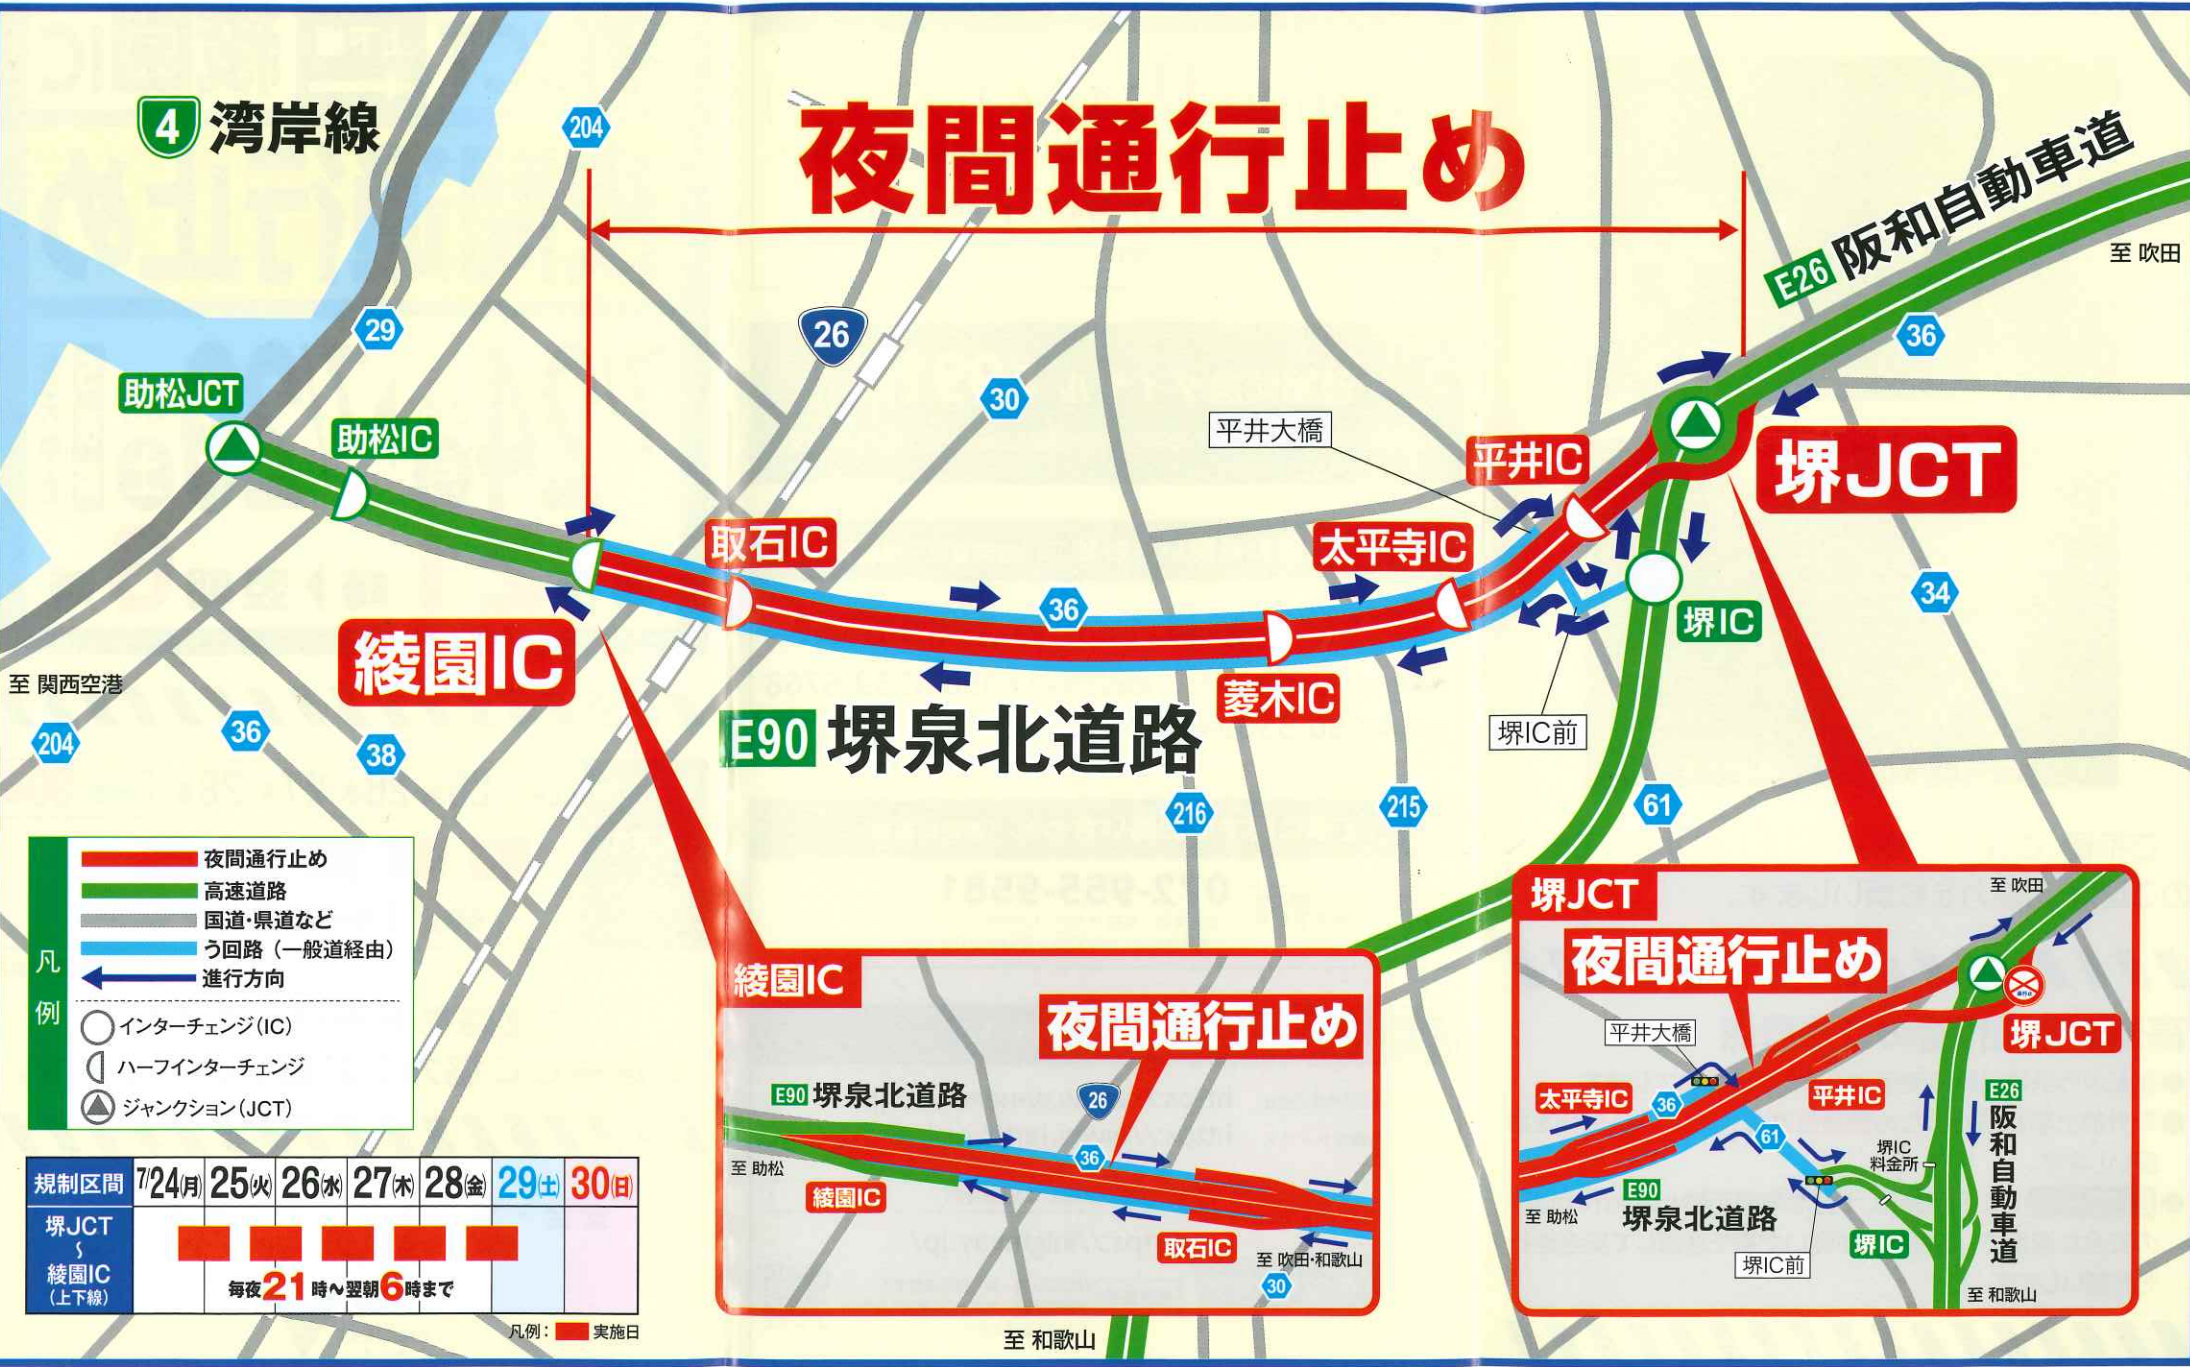 4 湾岸線
204
夜間通行止め
E26 阪和自動車道
至 吹田
29
26
36
助松JCT
助松IC
30
平井大橋
平井IC
堺JCT
取石IC
太平寺IC
36
34
綾園IC
堺IC
菱木IC
至 関西空港
E90 堺泉北道路
堺IC前
204
36
38
216
215
61
凡例
夜間通行止め
高速道路
国道・県道など
う回路（一般道経由）
進行方向
インターチェンジ(IC)
ハーフインターチェンジ
ジャンクション(JCT)
規制区間 7/24(月) 25(火) 26(水) 27(木) 28(金) 29(土) 30(日)
堺JCT
〜
綾園IC
（上下線）
毎夜21時〜翌朝6時まで
凡例： 実施日
綾園IC
夜間通行止め
E90 堺泉北道路
26
至 助松
36
綾園IC
取石IC
至 吹田・和歌山
30
至 和歌山
堺JCT
至 吹田
夜間通行止め
平井大橋
堺JCT
太平寺IC
36
平井IC
E26
阪和自動車道
61
堺IC
料金所
E90
堺泉北道路
至 助松
堺IC
堺IC前
至 和歌山